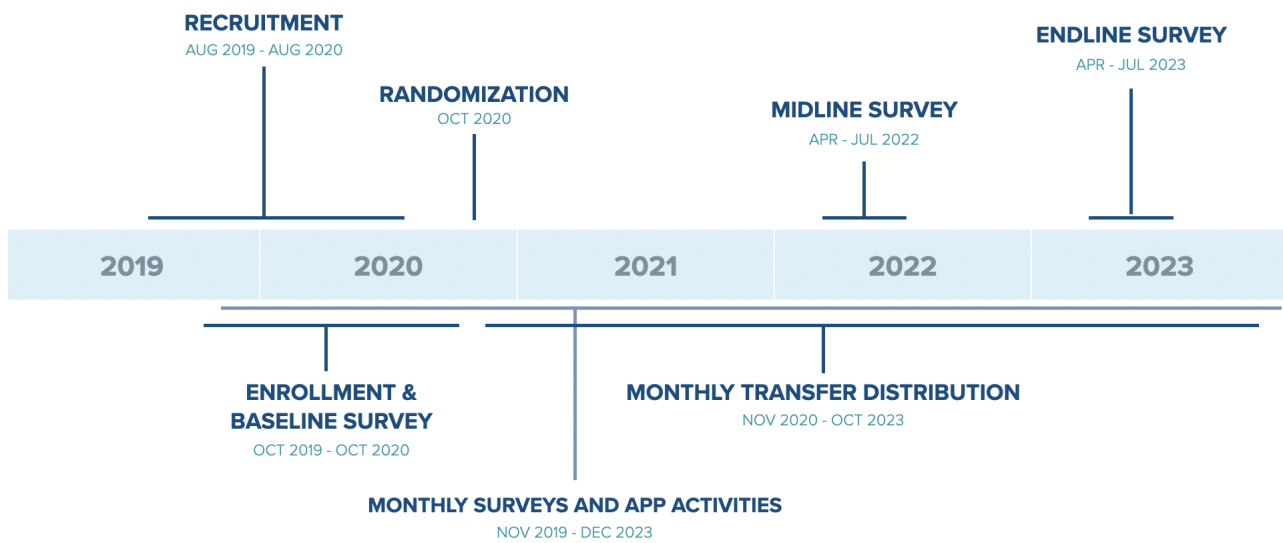 RECRUITMENT
AUG 2019 - AUG 2020
RANDOMIZATION
OCT 2020
MIDLINE SURVEY
APR - JUL 2022
ENDLINE SURVEY
APR - JUL 2023
2019
2020
2021
2022
2023
ENROLLMENT &
BASELINE SURVEY
OCT 2019 - OCT 2020
MONTHLY TRANSFER DISTRIBUTION
NOV 2020 - OCT 2023
MONTHLY SURVEYS AND APP ACTIVITIES
NOV 2019 - DEC 2023